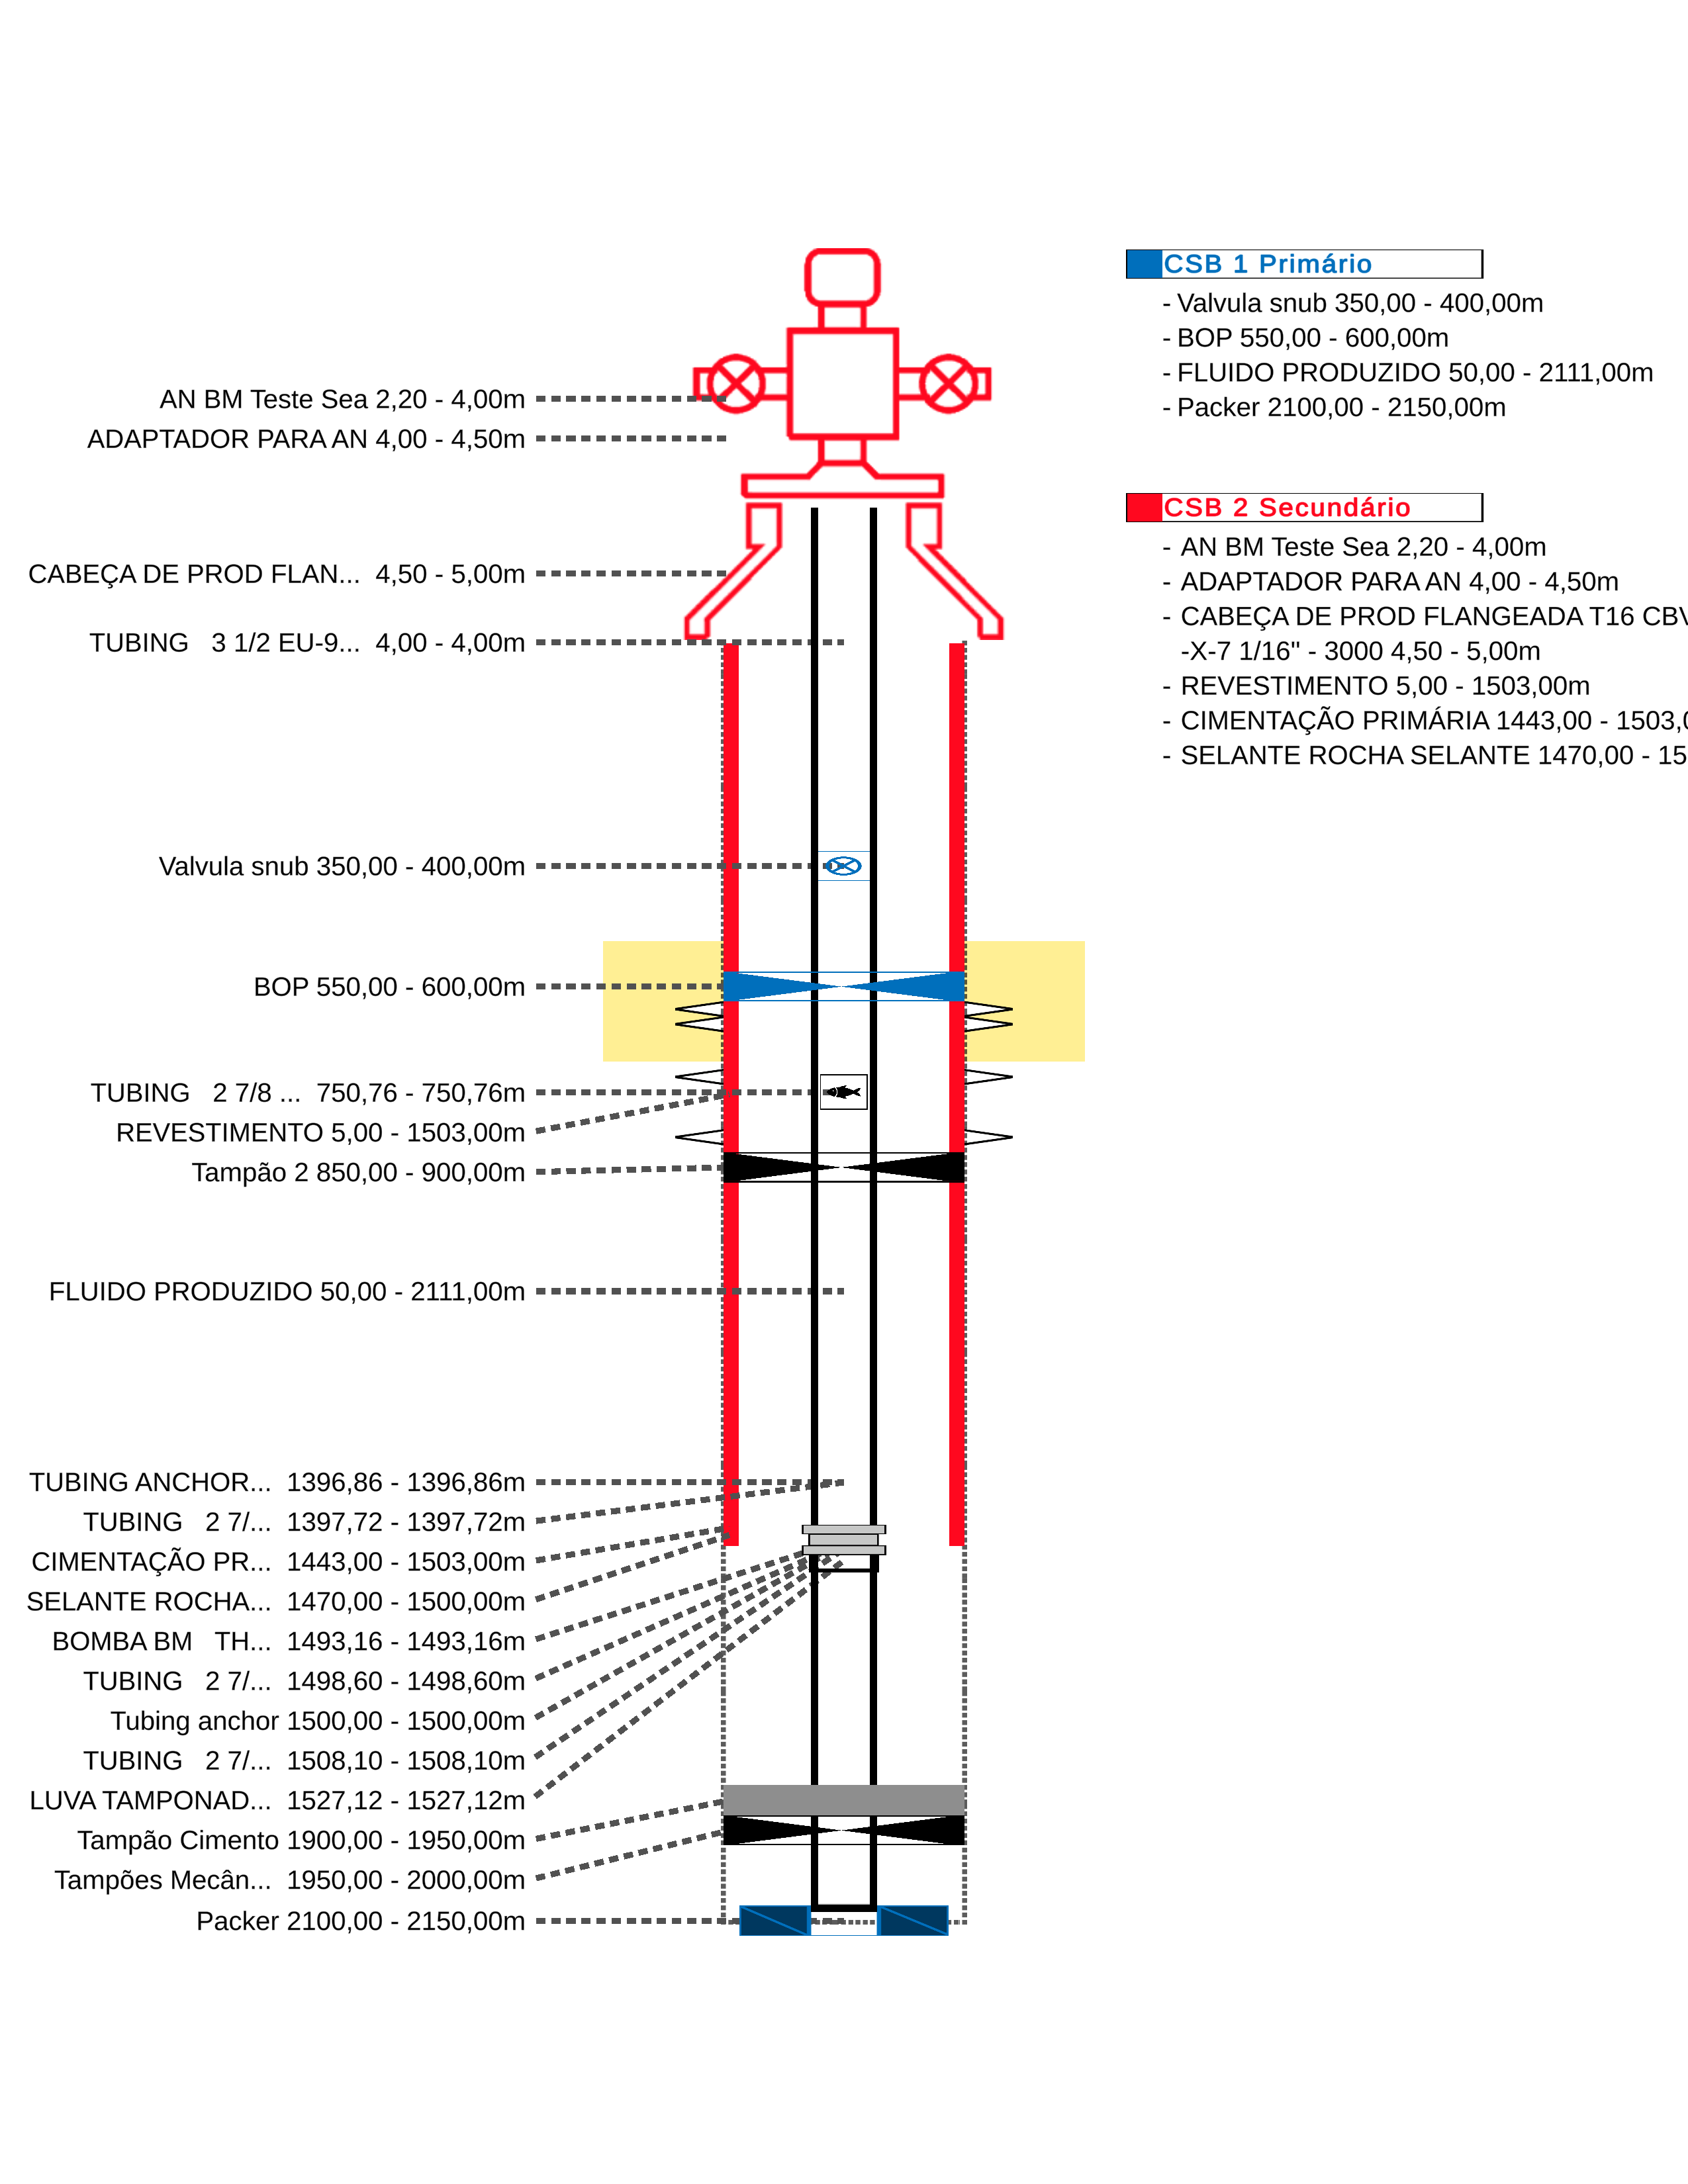 AN BM Teste Sea 2,20 - 4,00m
ADAPTADOR PARA AN 4,00 - 4,50m
CABEÇA DE PROD FLAN... 4,50 - 5,00m
TUBING 3 1/2 EU-9... 4,00 - 4,00m
Valvula snub 350,00 - 400,00m
BOP 550,00 - 600,00m
TUBING 2 7/8 ... 750,76 - 750,76m
REVESTIMENTO 5,00 - 1503,00m
Tampão 2 850,00 - 900,00m
FLUIDO PRODUZIDO 50,00 - 2111,00m
TUBING ANCHOR... 1396,86 - 1396,86m
TUBING 2 7/... 1397,72 - 1397,72m
CIMENTAÇÃO PR... 1443,00 - 1503,00m
SELANTE ROCHA... 1470,00 - 1500,00m
BOMBA BM TH... 1493,16 - 1493,16m
TUBING 2 7/... 1498,60 - 1498,60m
Tubing anchor 1500,00 - 1500,00m
TUBING 2 7/... 1508,10 - 1508,10m
LUVA TAMPONAD... 1527,12 - 1527,12m
Tampão Cimento 1900,00 - 1950,00m
Tampões Mecân... 1950,00 - 2000,00m
Packer 2100,00 - 2150,00m
CSB 1 Primário
- Valvula snub 350,00 - 400,00m
- BOP 550,00 - 600,00m
- FLUIDO PRODUZIDO 50,00 - 2111,00m
- Packer 2100,00 - 2150,00m
CSB 2 Secundário
- AN BM Teste Sea 2,20 - 4,00m
- ADAPTADOR PARA AN 4,00 - 4,50m
- CABEÇA DE PROD FLANGEADA T16 CBV
-X-7 1/16" - 3000 4,50 - 5,00m
- REVESTIMENTO 5,00 - 1503,00m
- CIMENTAÇÃO PRIMÁRIA 1443,00 - 1503,0
- SELANTE ROCHA SELANTE 1470,00 - 15